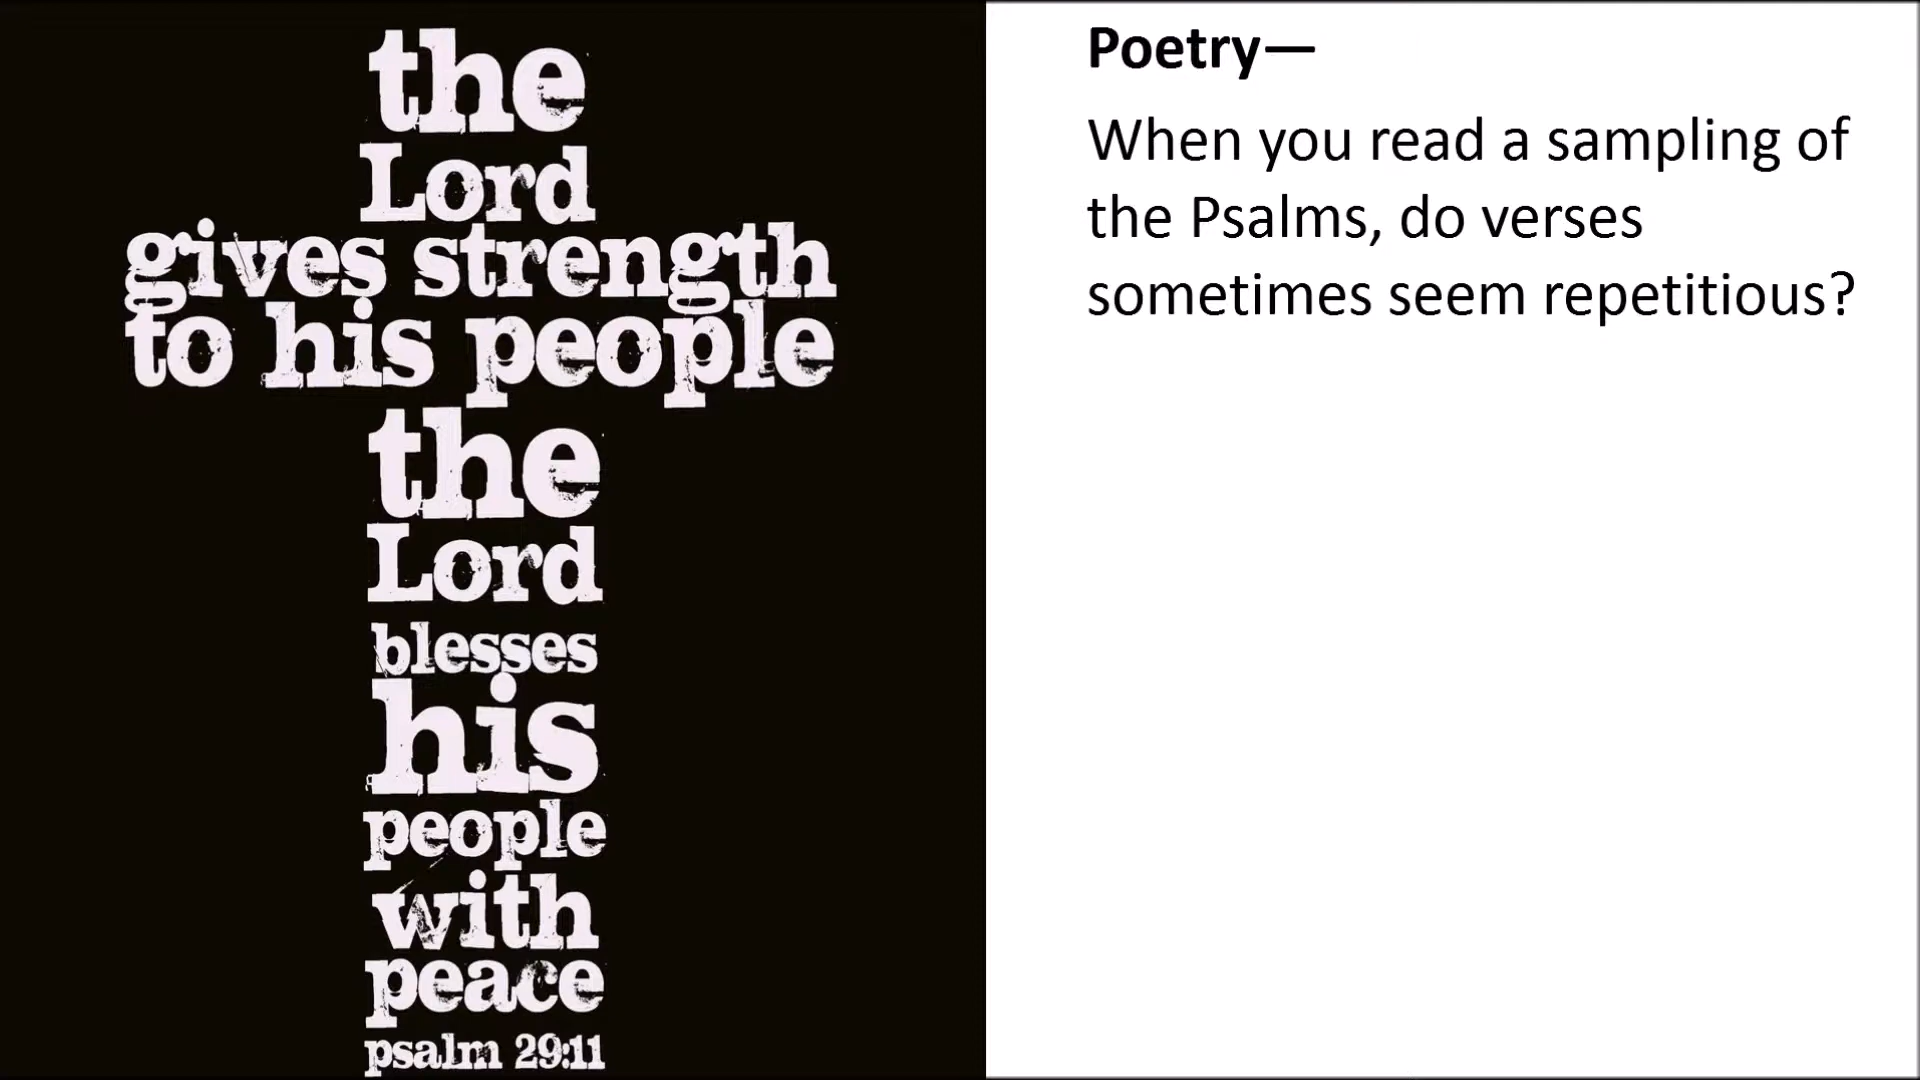 the
Lord
gives strength
to his people
the
Lord
blesses
his
people
with
peace
psalm 29:11
Poetry—
When you read a sampling of
the Psalms, do verses
sometimes seem repetitious?